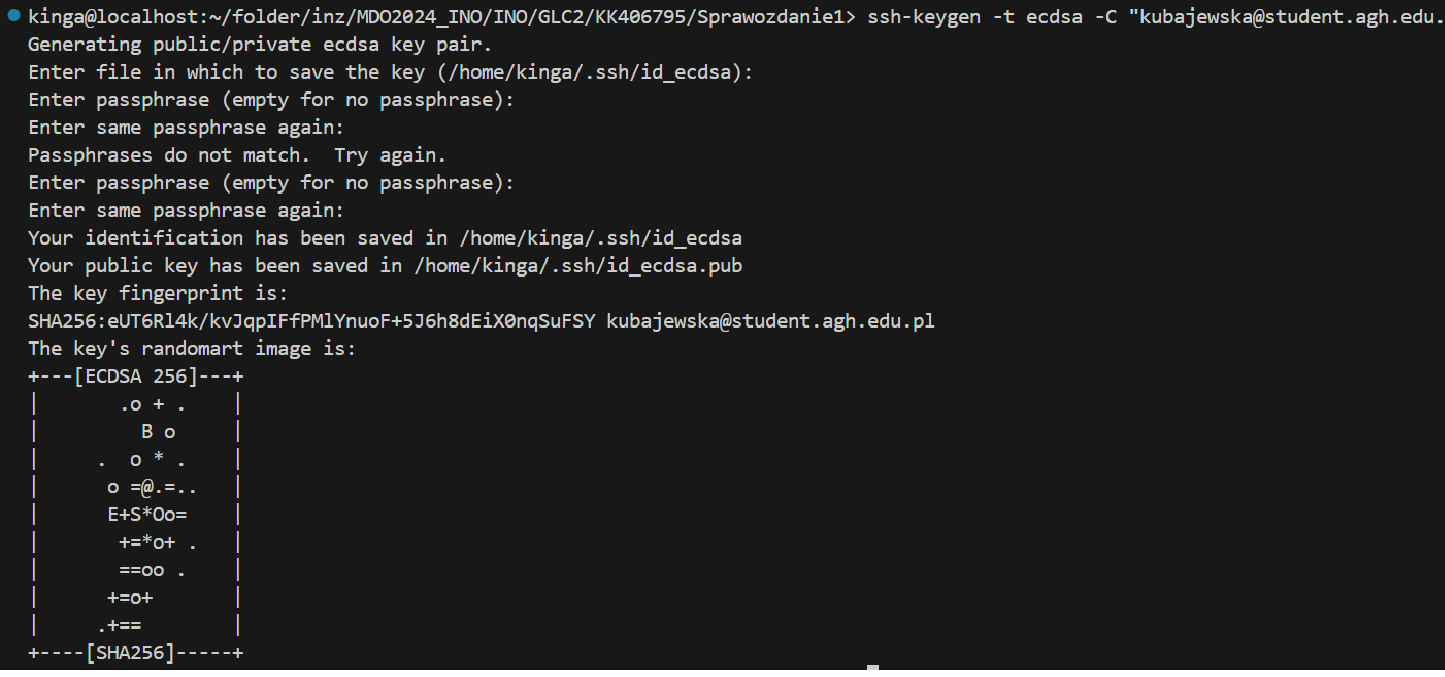 kinga@localhost:~/folder/inz/MDO2024_INO/INO/GLC2/KK406795/Sprawozdanie1> ssh-keygen -t ecdsa -C "kubajewska@student.agh.edu.
Generating public/private ecdsa key pair.
Enter file in which to save the key (/home/kinga/.ssh/id_ecdsa):
Enter passphrase (empty for no passphrase):
Enter same passphrase again:
Passphrases do not match.  Try again.
Enter passphrase (empty for no passphrase):
Enter same passphrase again:
Your identification has been saved in /home/kinga/.ssh/id_ecdsa
Your public key has been saved in /home/kinga/.ssh/id_ecdsa.pub
The key fingerprint is:
SHA256:eUT6Rl4k/kvJqpIFfPMlYnuoF+5J6h8dEiX0nqSuFSY kubajewska@student.agh.edu.pl
The key's randomart image is:
+---[ECDSA 256]---+
|       .o + .    |
|         B o     |
|     .  o * .    |
|      o =@.=..   |
|      E+S*Oo=    |
|       +=*o+ .   |
|       ==oo .    |
|      +=o+       |
|     .+==        |
+----[SHA256]-----+